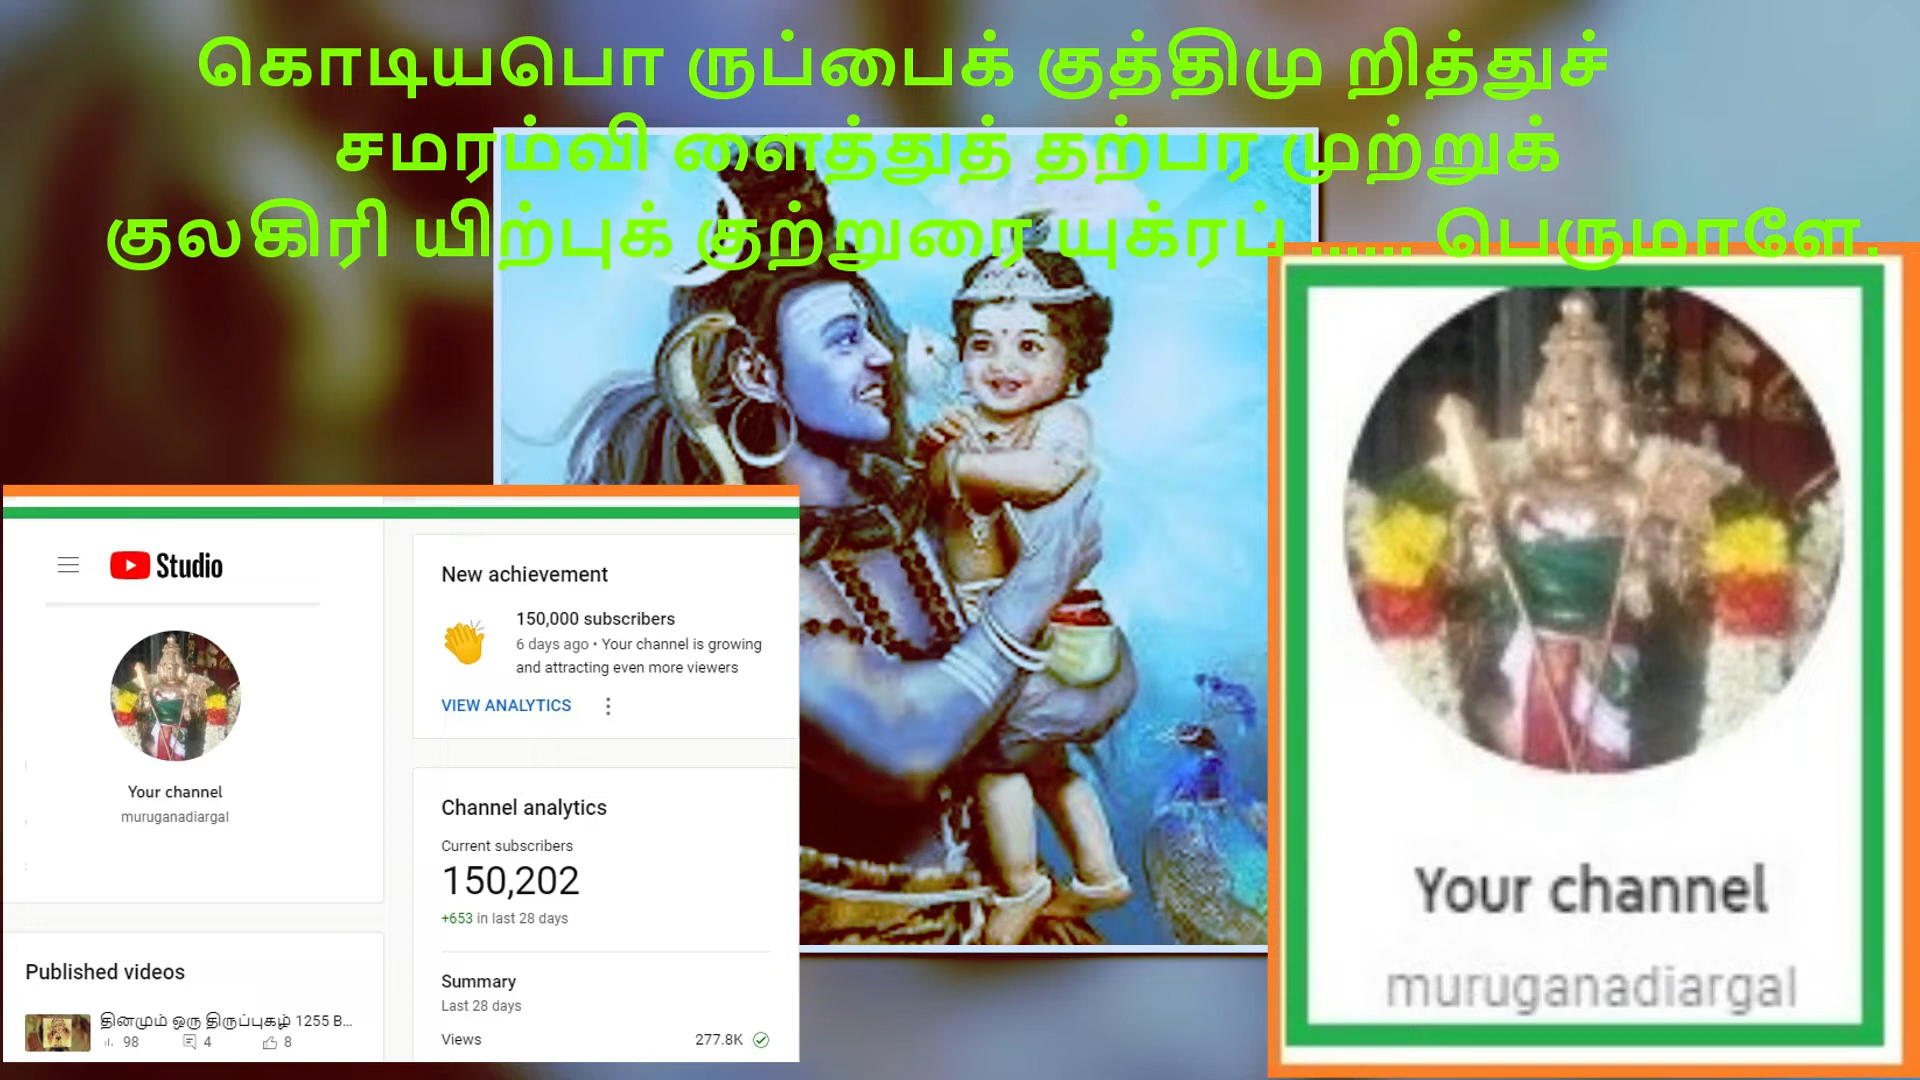 கொடியபொ ருப்பைக் குத்திமு றித்துச்
சமரம்வி ளைத்துத் தற்பர முற்றுக்
குலகிரி யிற்புக் குற்றுரை யுக்ரப் ...... பெருமாளே.
Studio
Your channel
muruganadiargal
Published videos
தினமும் ஒரு திருப்புகழ் 1255 B...
98 4 8
New achievement
150,000 subscribers
6 days ago • Your channel is growing
and attracting even more viewers
VIEW ANALYTICS
Channel analytics
Current subscribers
150,202
+653 in last 28 days
Summary
Last 28 days
Views 277.8K
Your channel
muruganadiargal